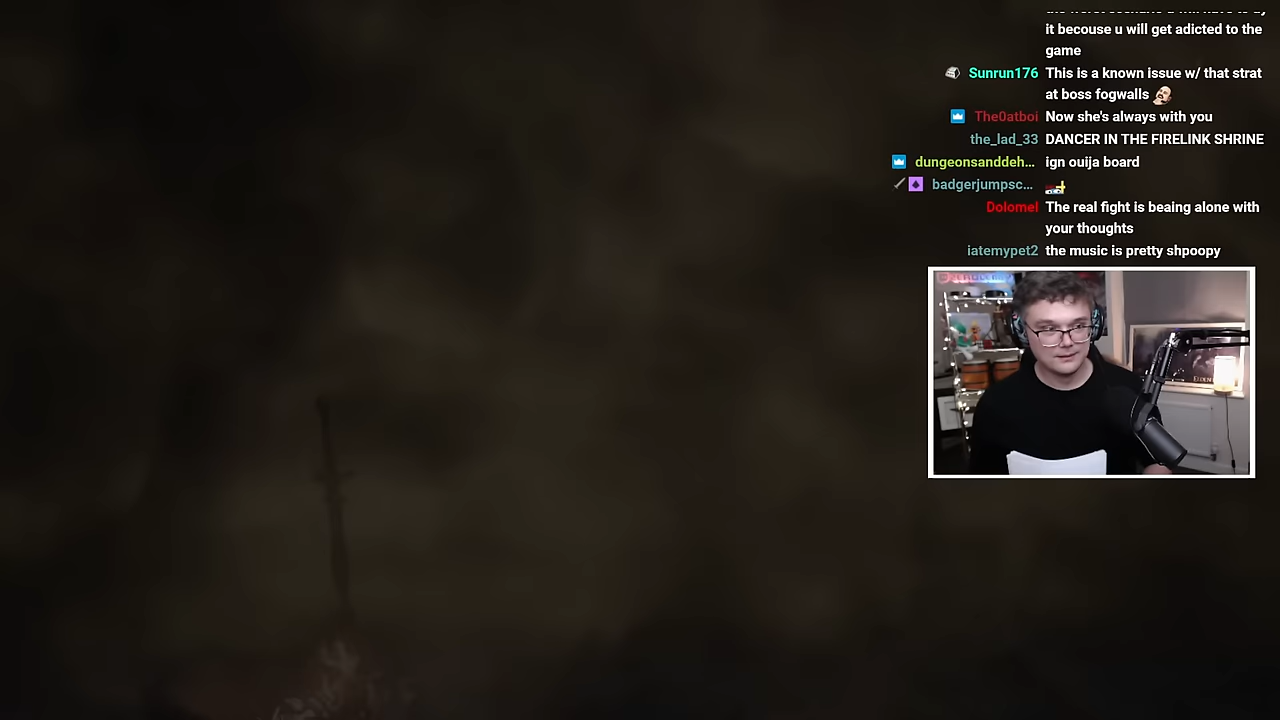 it becouse u will get adicted to the
game
Sunrun176 This is a known issue w/ that strat
at boss fogwalls
The0atboi Now she's always with you
the_lad_33 DANCER IN THE FIRELINK SHRINE
dungeonsanddeh... ign ouija board
badgerjumpsc...
Dolomel The real fight is beaing alone with
your thoughts
iatemypet2 the music is pretty shpoopy